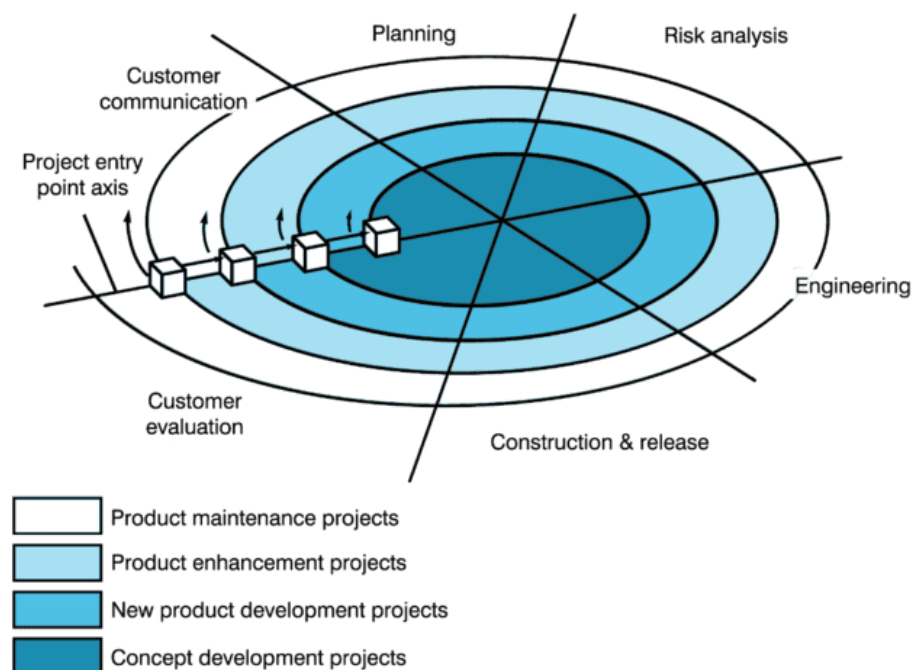 Planning
Risk analysis
Customer
communication
Project entry
point axis
Engineering
Customer
evaluation
Construction & release
Product maintenance projects
Product enhancement projects
New product development projects
Concept development projects